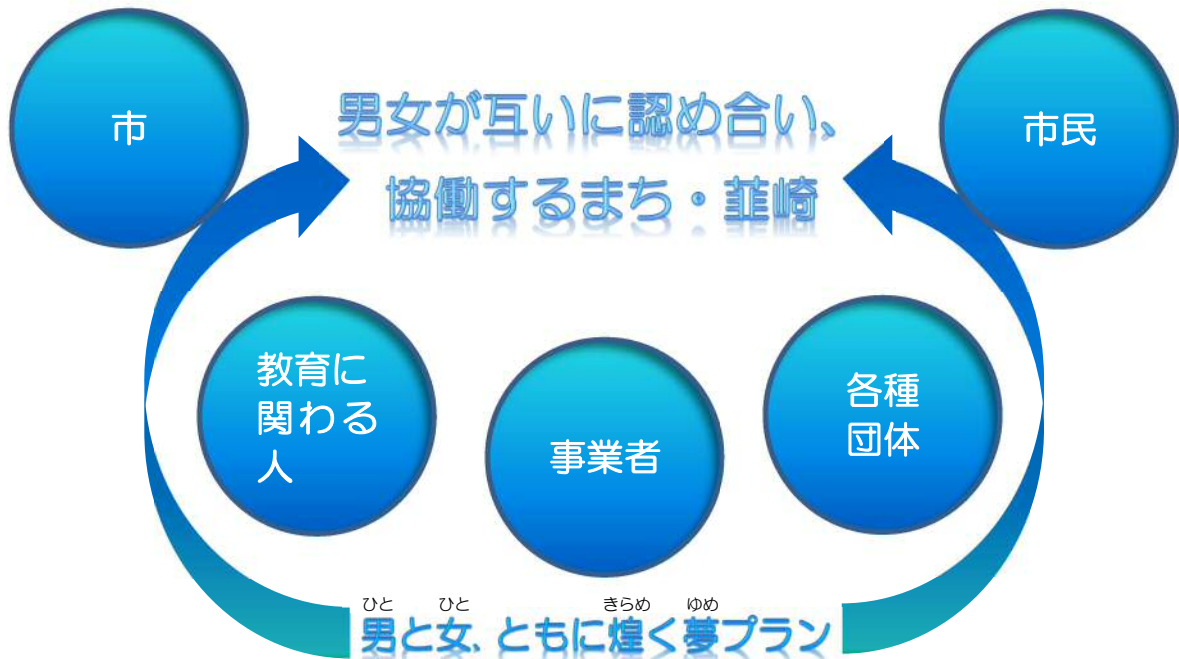 市
男女が互いに認め合い、
協働するまち・韮崎
市民
教育に
関わる
人
事業者
各種
団体
ひと ひと きらめ ゆめ
男と女、ともに煌く夢プラン